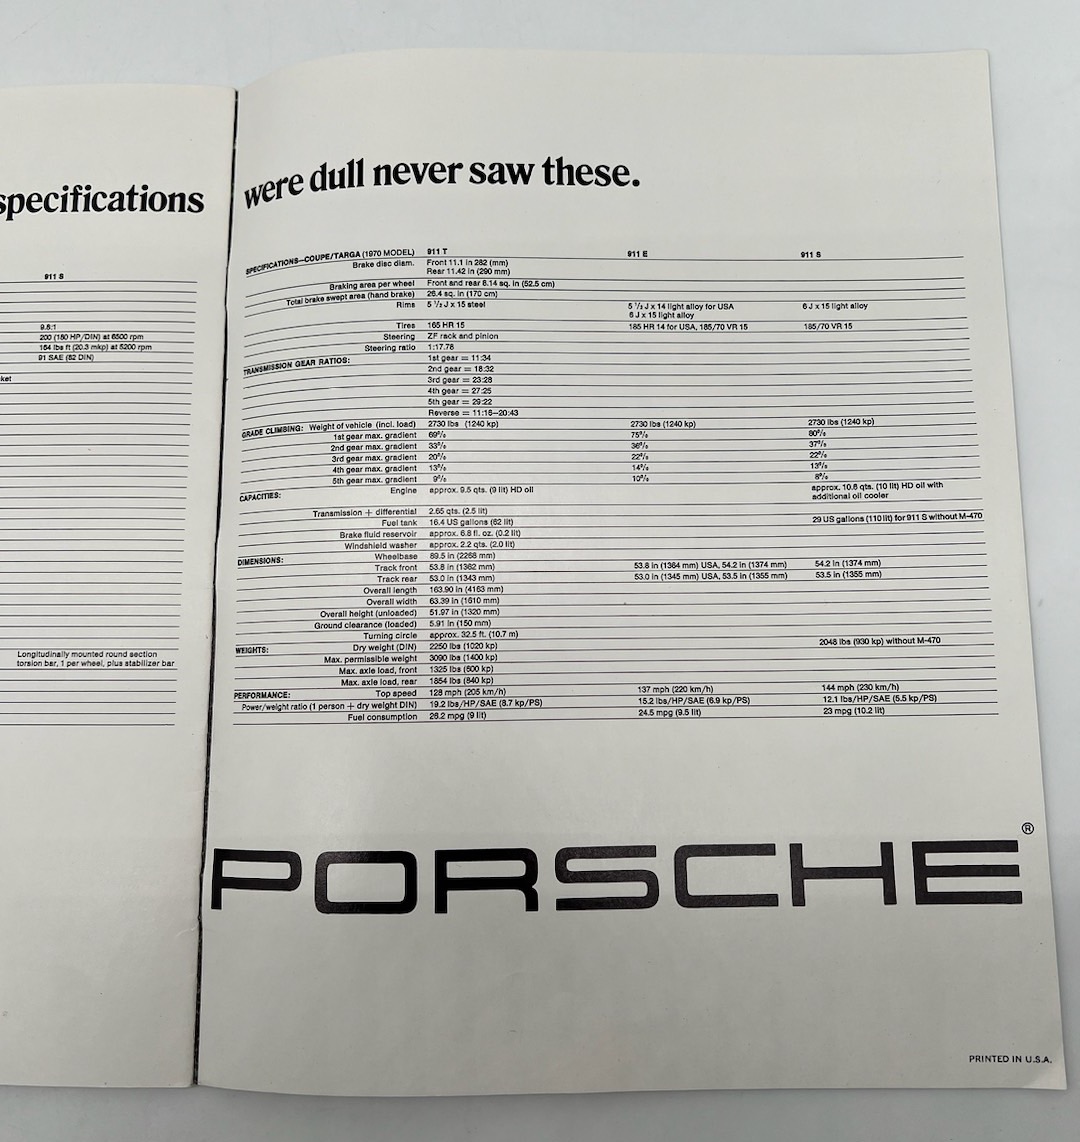 specifications
911 S
9.8:1
200 (180 HP/DIN) at 6500 rpm
164 lbs ft (20.3 mkp) at 5200 rpm
91 SAE (82 DIN)
ket
Longitudinally mounted round section
torsion bar, 1 per wheel, plus stabilizer bar
were dull never saw these.
SPECIFICATIONS—COUPE/TARGA (1970 MODEL) 911 T 911 E 911 S
Brake disc diam. Front 11.1 in 282 (mm)
Rear 11.42 in (290 mm)
Braking area per wheel Front and rear 8.14 sq. in (52.5 cm)
Total brake swept area (hand brake) 26.4 sq. in (170 cm)
Rims 5 1/2 J x 15 steel 5 1/2 J x 14 light alloy for USA 6 J x 15 light alloy
6 J x 15 light alloy
Tires 165 HR 15 185 HR 14 for USA, 185/70 VR 15 185/70 VR 15
Steering ZF rack and pinion
Steering ratio 1:17.78
TRANSMISSION GEAR RATIOS: 1st gear = 11:34
2nd gear = 18:32
3rd gear = 23:28
4th gear = 27:25
5th gear = 29:22
Reverse = 11:16—20:43
GRADE CLIMBING: Weight of vehicle (incl. load) 2730 lbs (1240 kp) 2730 lbs (1240 kp) 2730 lbs (1240 kp)
1st gear max. gradient 69% 75% 80%
2nd gear max. gradient 33% 36% 37%
3rd gear max. gradient 20% 22% 22%
4th gear max. gradient 13% 14% 13%
5th gear max. gradient 9% 10% 8%
CAPACITIES: Engine approx. 9.5 qts. (9 lit) HD oil approx. 10.6 qts. (10 lit) HD oil with
additional oil cooler
Transmission + differential 2.65 qts. (2.5 lit)
Fuel tank 16.4 US gallons (62 lit) 29 US gallons (110 lit) for 911 S without M-470
Brake fluid reservoir approx. 6.8 fl. oz. (0.2 lit)
Windshield washer approx. 2.2 qts. (2.0 lit)
DIMENSIONS: Wheelbase 89.5 in (2268 mm)
Track front 53.8 in (1362 mm) 53.8 in (1364 mm) USA, 54.2 in (1374 mm) 54.2 in (1374 mm)
Track rear 53.0 in (1343 mm) 53.0 in (1345 mm) USA, 53.5 in (1355 mm) 53.5 in (1355 mm)
Overall length 163.90 in (4163 mm)
Overall width 63.39 in (1610 mm)
Overall height (unloaded) 51.97 in (1320 mm)
Ground clearance (loaded) 5.91 in (150 mm)
Turning circle approx. 32.5 ft. (10.7 m)
WEIGHTS: Dry weight (DIN) 2250 lbs (1020 kp) 2048 lbs (930 kp) without M-470
Max. permissible weight 3090 lbs (1400 kp)
Max. axle load, front 1325 lbs (600 kp)
Max. axle load, rear 1854 lbs (840 kp)
PERFORMANCE: Top speed 128 mph (205 km/h) 137 mph (220 km/h) 144 mph (230 km/h)
Power/weight ratio (1 person + dry weight DIN) 19.2 lbs/HP/SAE (8.7 kp/PS) 15.2 lbs/HP/SAE (6.9 kp/PS) 12.1 lbs/HP/SAE (5.5 kp/PS)
Fuel consumption 26.2 mpg (9 lit) 24.5 mpg (9.5 lit) 23 mpg (10.2 lit)
PORSCHE®
PRINTED IN U.S.A.